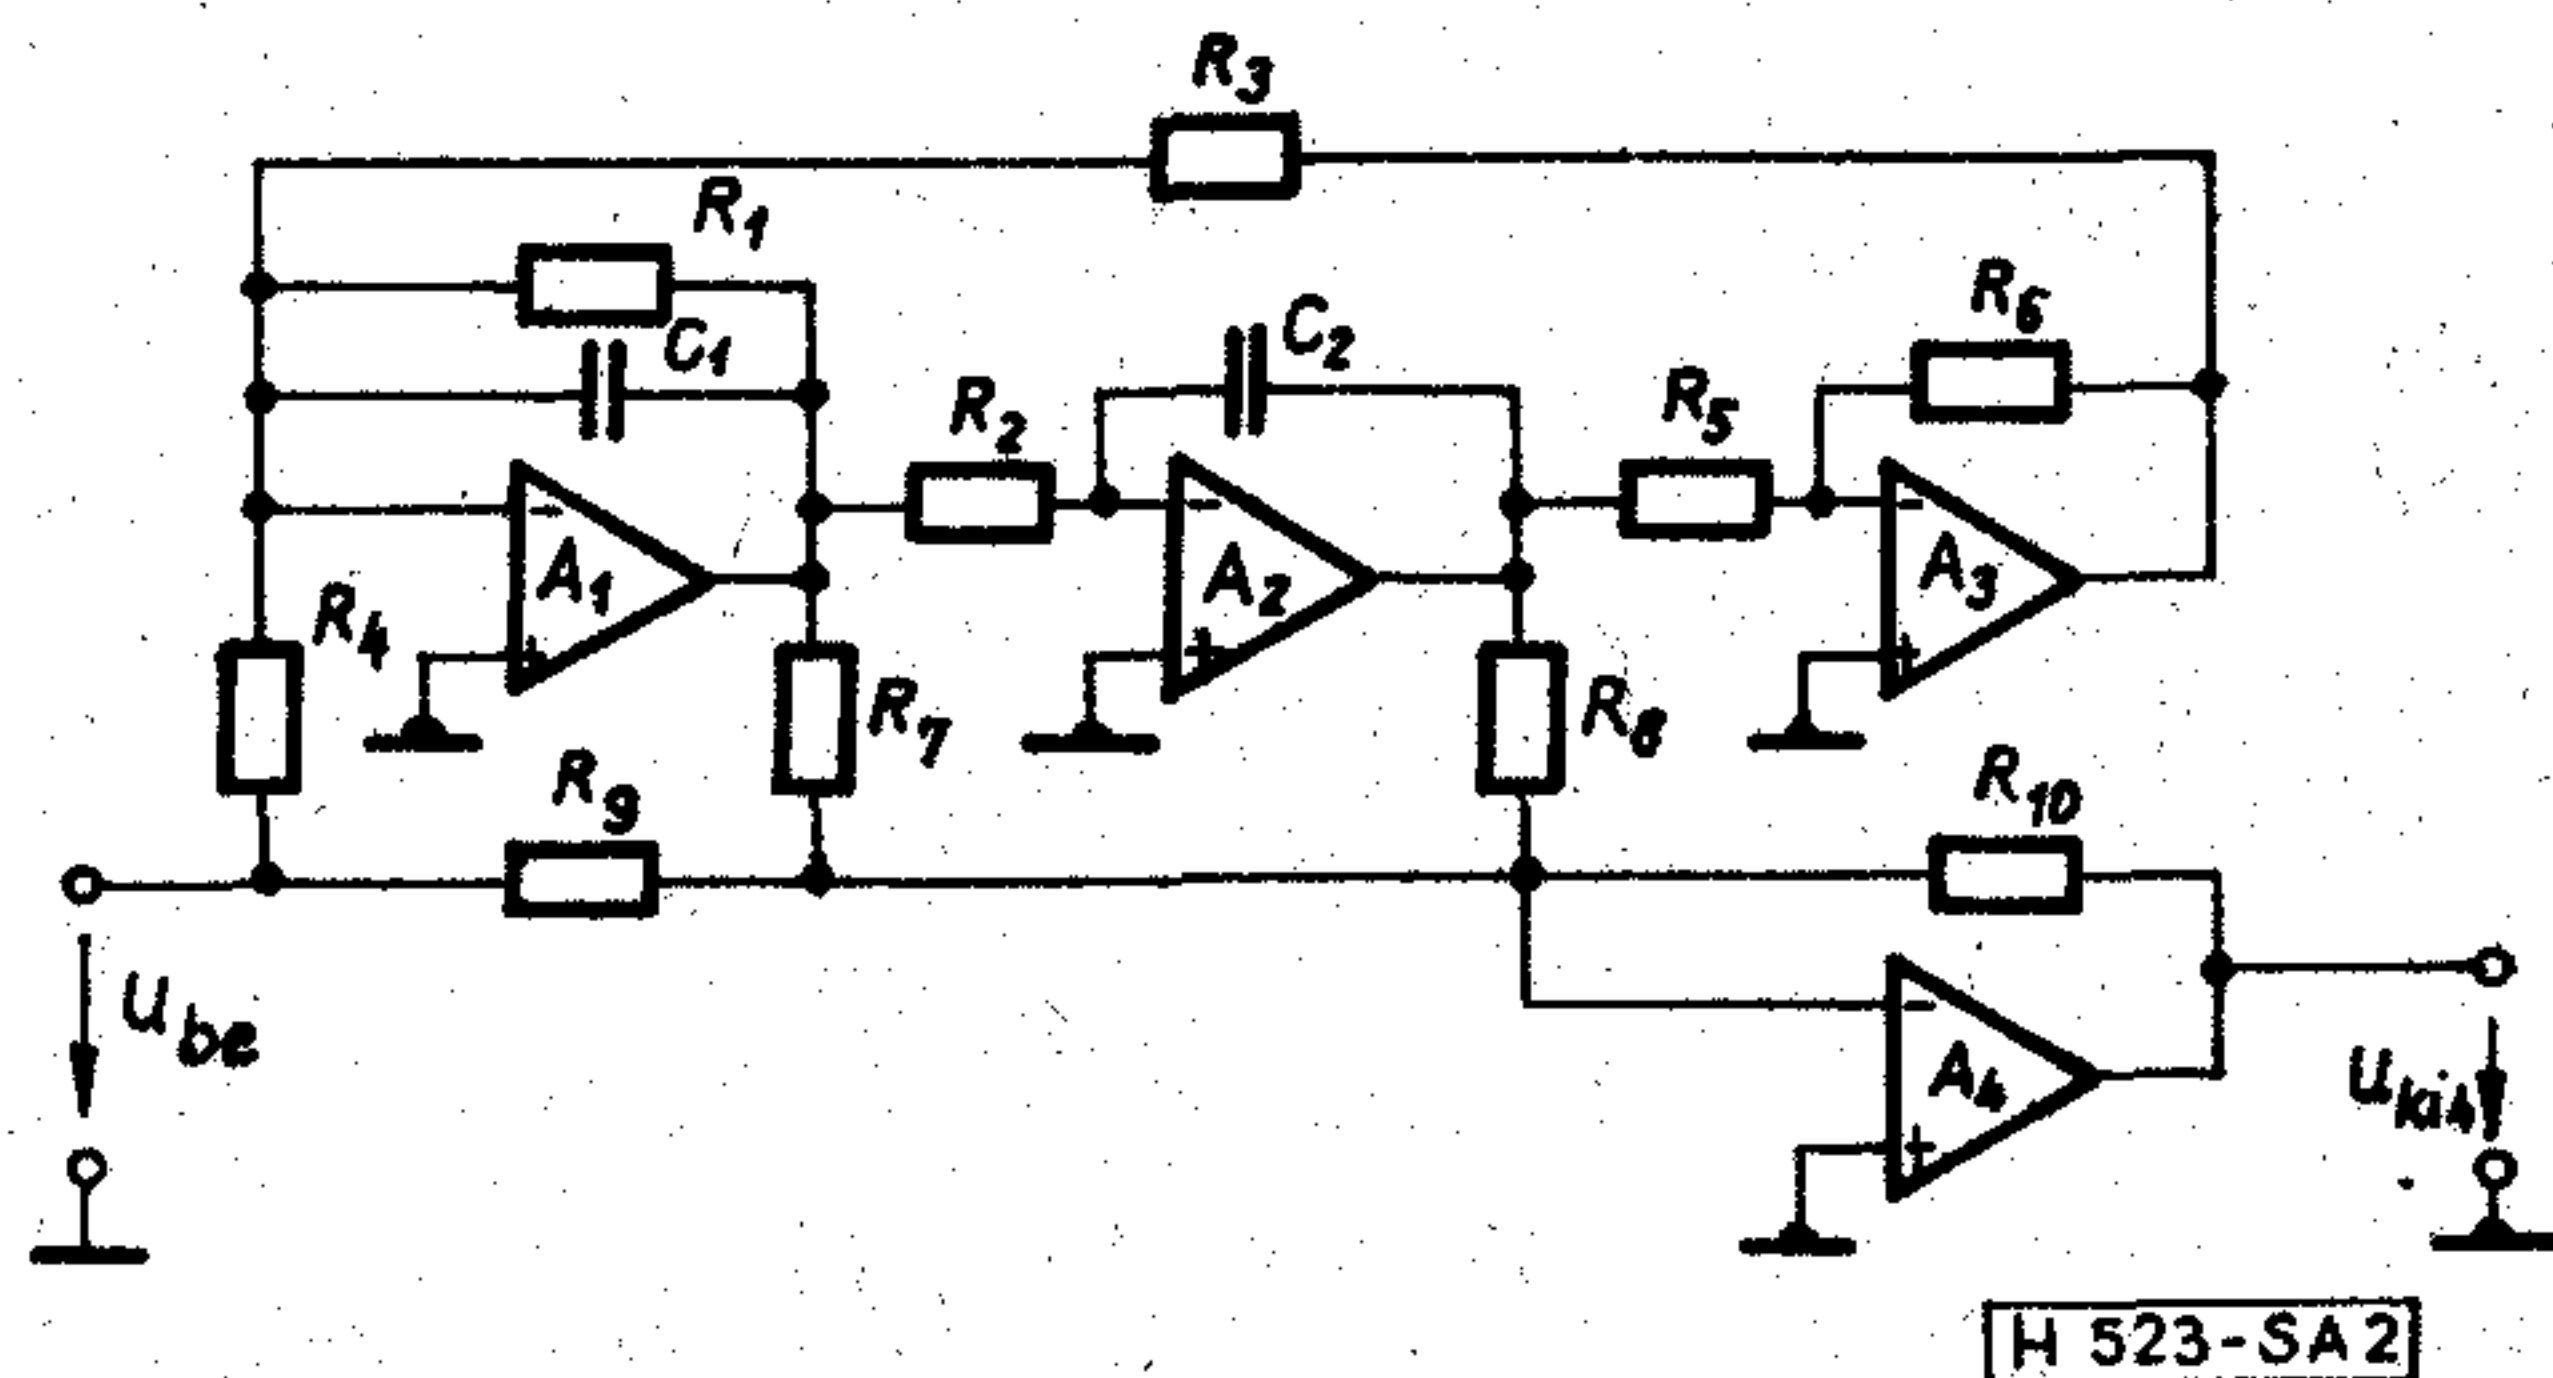 R3
R1
C1
R6
C2
R5
R2
- - -
A1 A2 A3
R4
+ + +
R7 R8
R9 R10
-
Ube
A4
Uki4
+
H 523-SA2